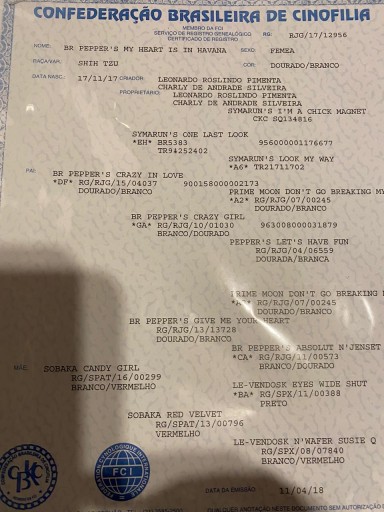 CONFEDERAÇÃO BRASILEIRA DE CINOFILIA
MEMBRO DA FCI
SERVIÇO DE REGISTRO GENEALÓGICO
CERTIFICADO DE REGISTRO
RG: RJG/17/12956
NOME: BR PEPPER'S MY HEART IS IN HAVANA SEXO: FEMEA
RAÇA/VAR: SHIH TZU COR: DOURADO/BRANCO
DATA NASC.: 17/11/17 CRIADOR: LEONARDO ROSLINDO PIMENTA
CHARLY DE ANDRADE SILVEIRA
PROPRIETÁRIO: LEONARDO ROSLINDO PIMENTA
CHARLY DE ANDRADE SILVEIRA
SYMARUN'S I'M A CHICE MAGNET
CKC SQ134816
SYMARUN'S ONE LAST LOOK
*EH* BR5383 956000001176677
TR94252402
SYMARUN'S LOOK MY WAY
*A6* TR21711702
PAI: BR PEPPER'S CRAZY IN LOVE
*DF* RG/RJG/15/04037 900158000002173
DOURADO/BRANCO
PRIME MOON DON'T GO BREAKING MY
*A2* RG/RJG/07/00245
DOURADO/BRANCO
BR PEPPER'S CRAZY GIRL
*GA* RG/RJG/10/01030 963008000031879
BRANCO/DOURADO
PEPPER'S LET'S HAVE FUN
RG/RJG/04/06559
DOURADA/BRANCA
PRIME MOON DON'T GO BREAKING
RG/RJG/07/00245
DOURADO/BRANCO
BR PEPPER'S GIVE ME YOUR HEART
RG/RJG/13/13728
DOURADO/BRANCO
BR PEPPER'S ABSOLUT N'JENSET
*CA* RG/RJG/11/00573
BRANCO/DOURADO
MÃE: SOBAKA CANDY GIRL
RG/SPAT/16/00299
BRANCO/VERMELHO
LE-VENDOSK EYES WIDE SHUT
*BA* RG/SPX/11/00388
PRETO
SOBAKA RED VELVET
RG/SPAT/13/00796
VERMELHO
LE-VENDOSK N'WAFER SUSIE Q
RG/SPX/08/07840
BRANCO/VERMELHO
CBKC
FCI
DATA DA EMISSÃO: 11/04/18
QUALQUER ANOTAÇÃO NESTE DOCUMENTO SEM AUTORIZAÇÃO